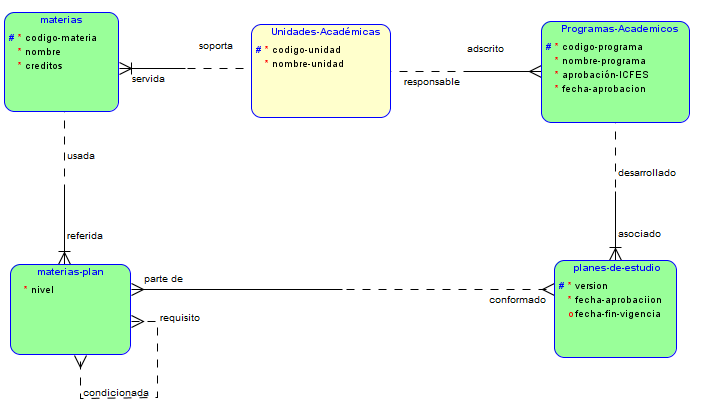 materias
# * codigo-materia
* nombre
* creditos
soporta
servida
Unidades-Académicas
# * codigo-unidad
* nombre-unidad
adscrito
responsable
Programas-Academicos
# * codigo-programa
* nombre-programa
* aprobación-ICFES
* fecha-aprobacion
usada
referida
desarrollado
asociado
materias-plan
* nivel
parte de
conformado
requisito
condicionada
planes-de-estudio
# * version
* fecha-aprobaciion
o fecha-fin-vigencia